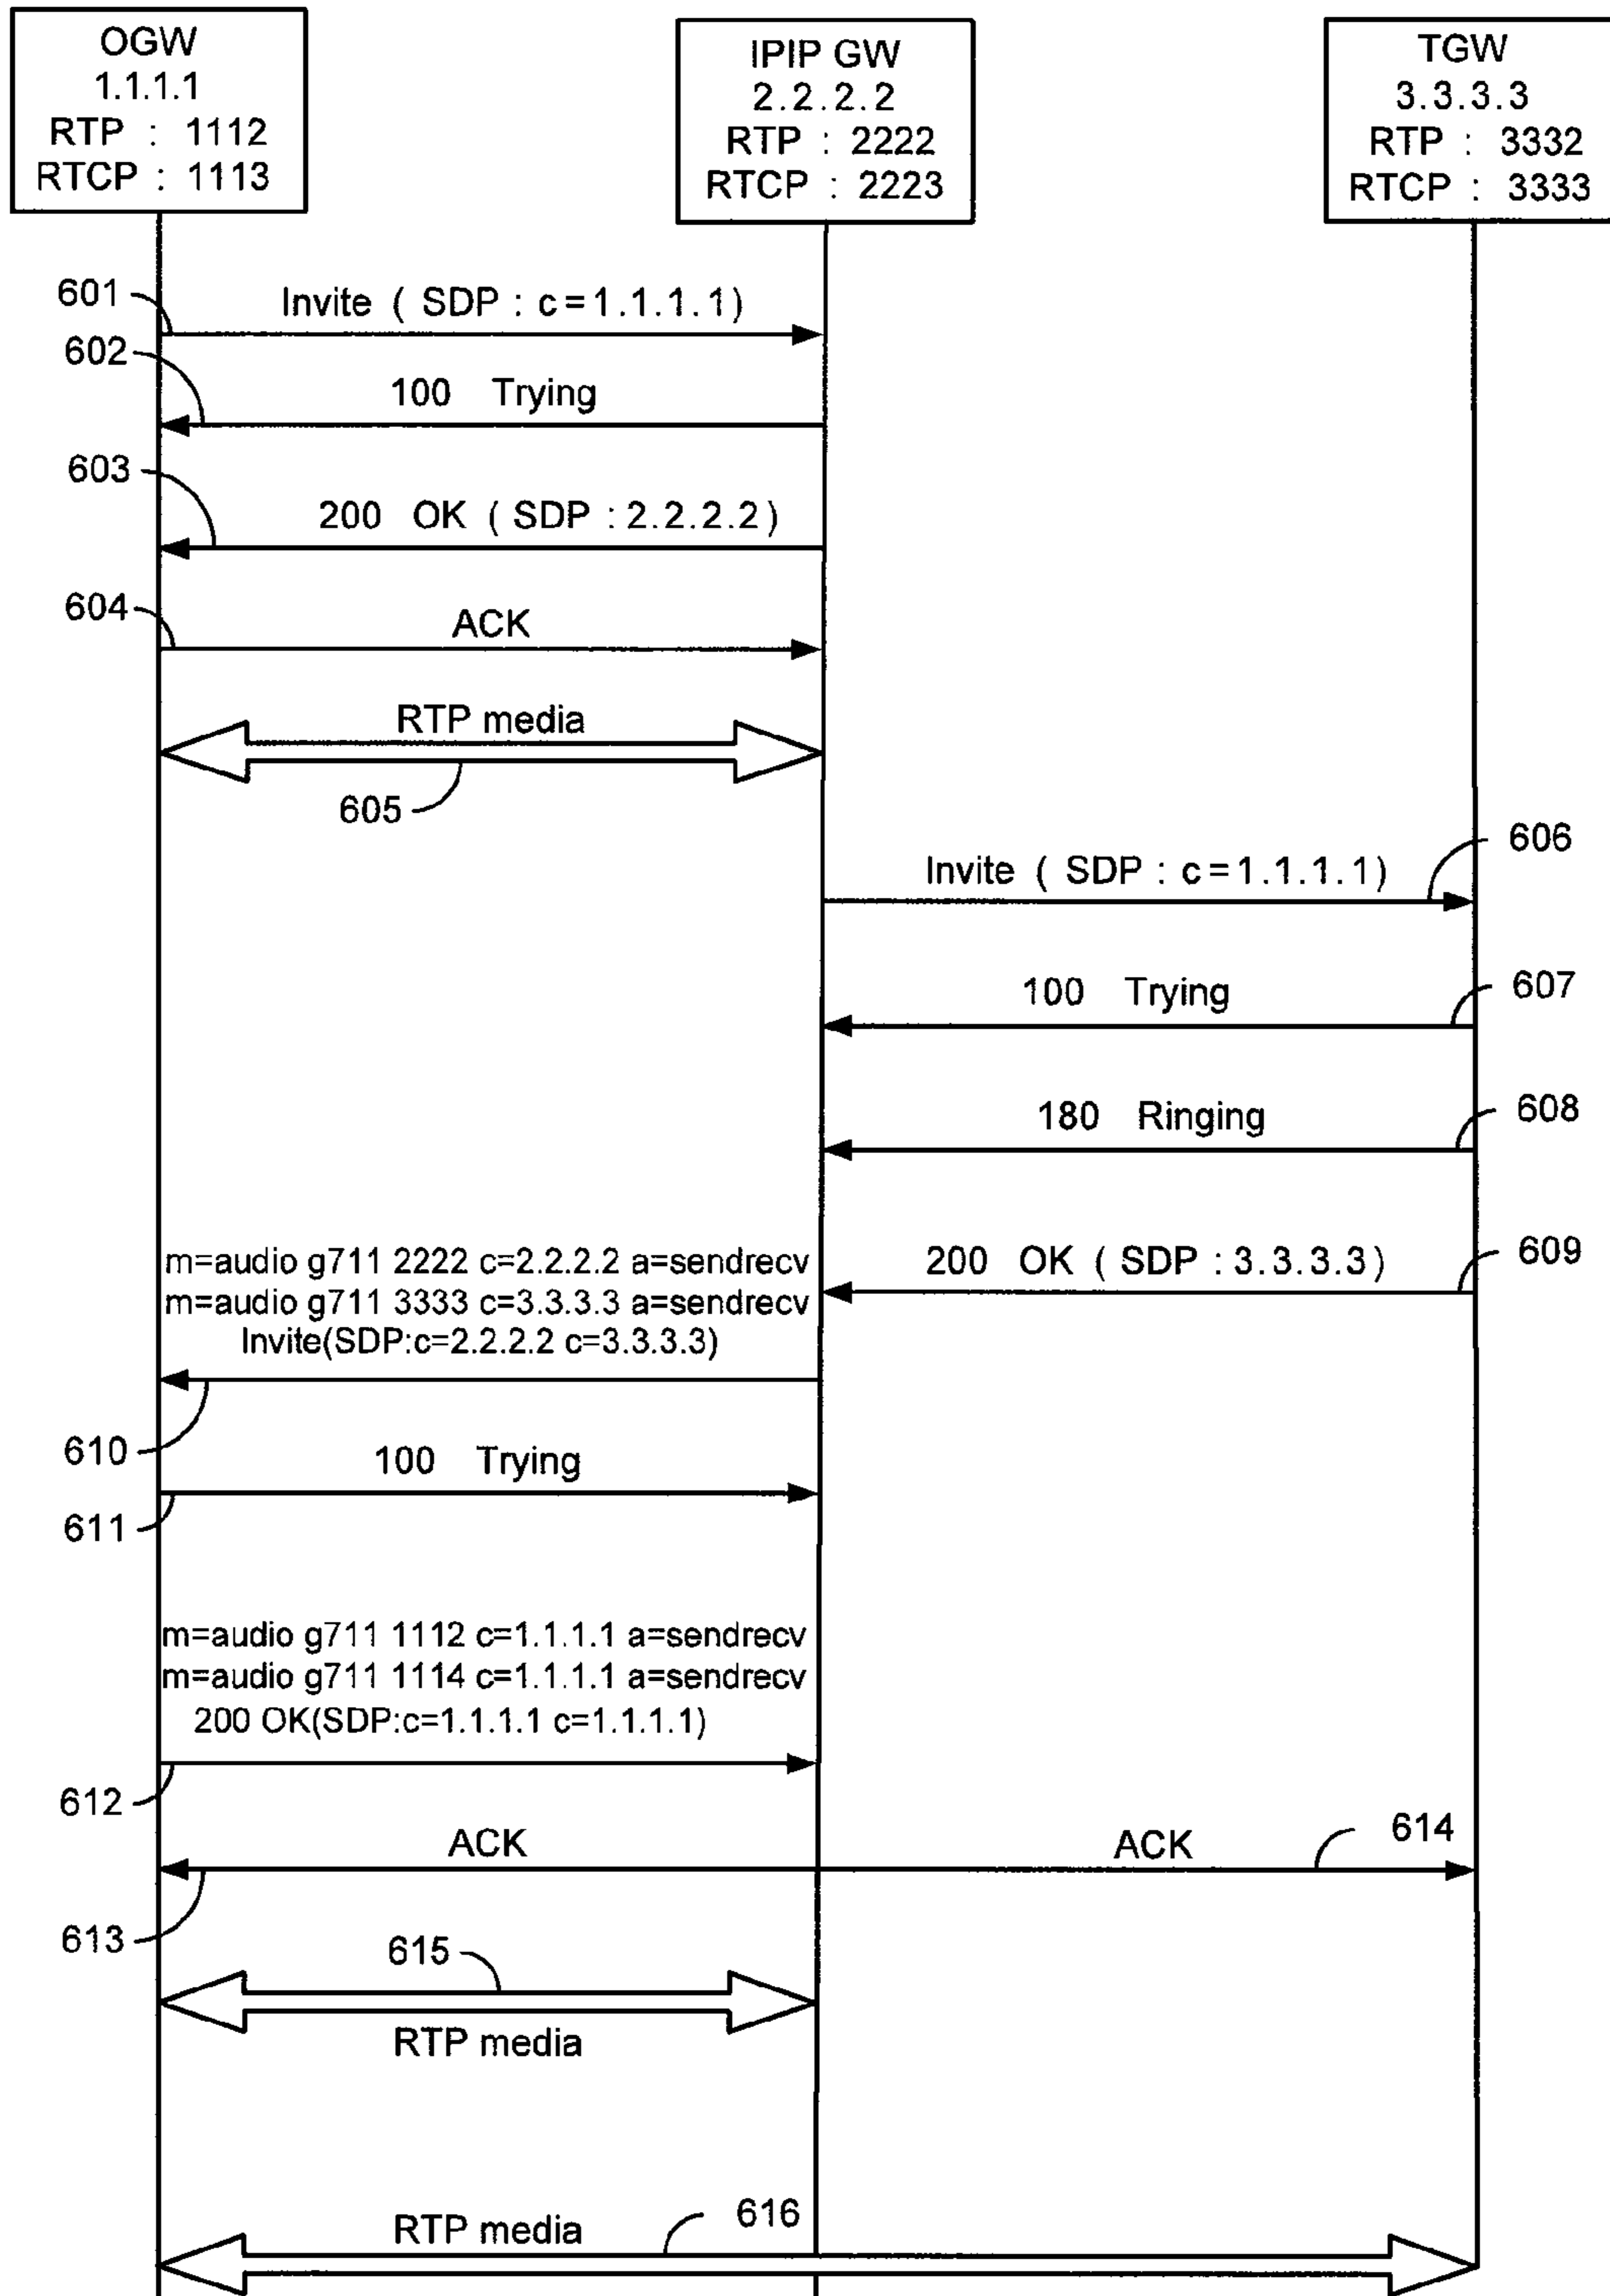 OGW
1.1.1.1
RTP : 1112
RTCP : 1113
IPIP GW
2.2.2.2
RTP : 2222
RTCP : 2223
TGW
3.3.3.3
RTP : 3332
RTCP : 3333
601
Invite ( SDP : c=1.1.1.1)
602
100 Trying
603
200 OK ( SDP : 2.2.2.2 )
604
ACK
RTP media
605
606
Invite ( SDP : c=1.1.1.1)
607
100 Trying
608
180 Ringing
609
200 OK ( SDP : 3.3.3.3 )
m=audio g711 2222 c=2.2.2.2 a=sendrecv
m=audio g711 3333 c=3.3.3.3 a=sendrecv
Invite(SDP:c=2.2.2.2 c=3.3.3.3)
610
100 Trying
611
m=audio g711 1112 c=1.1.1.1 a=sendrecv
m=audio g711 1114 c=1.1.1.1 a=sendrecv
200 OK(SDP:c=1.1.1.1 c=1.1.1.1)
612
ACK
ACK
614
613
615
RTP media
RTP media
616